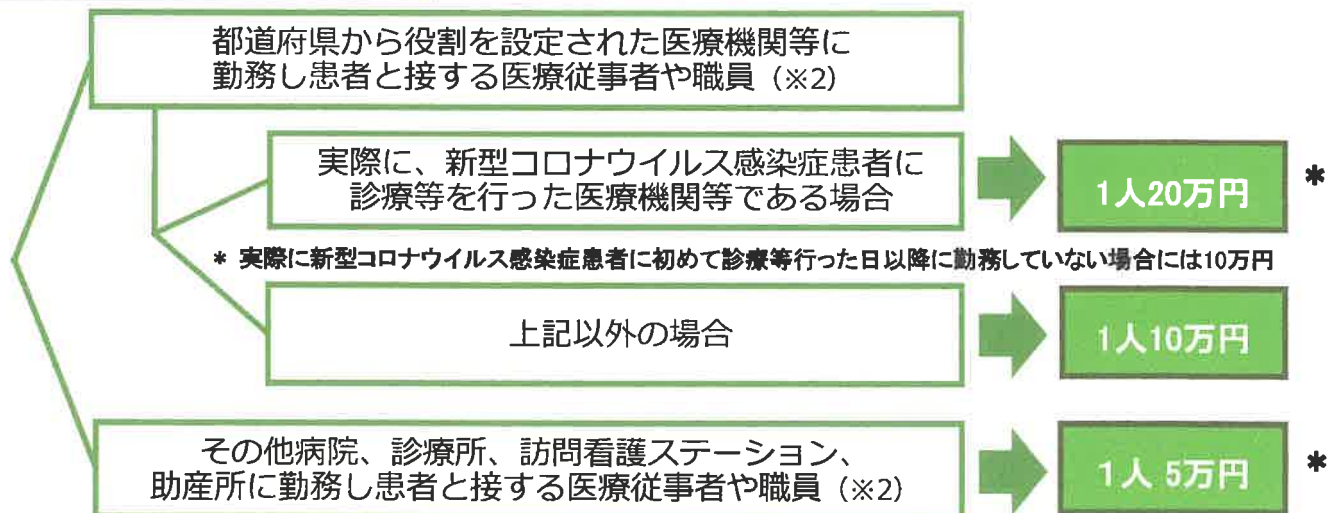 都道府県から役割を設定された医療機関等に
勤務し患者と接する医療従事者や職員（※2）
実際に、新型コロナウイルス感染症患者に
診療等を行った医療機関等である場合
1人20万円 *
* 実際に新型コロナウイルス感染症患者に初めて診療等行った日以降に勤務していない場合には10万円
上記以外の場合
1人10万円
その他病院、診療所、訪問看護ステーション、
助産所に勤務し患者と接する医療従事者や職員（※2）
1人 5万円 *